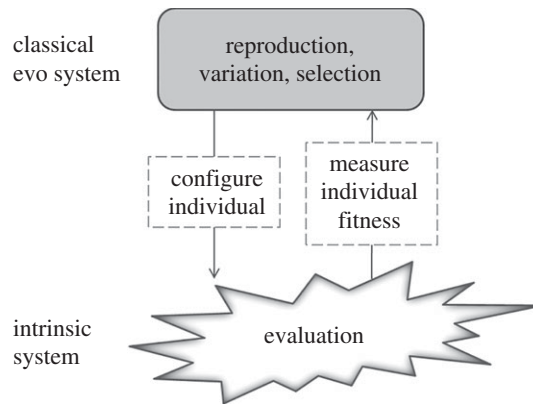 classical
evo system
reproduction,
variation, selection
configure
individual
measure
individual
fitness
intrinsic
system
evaluation